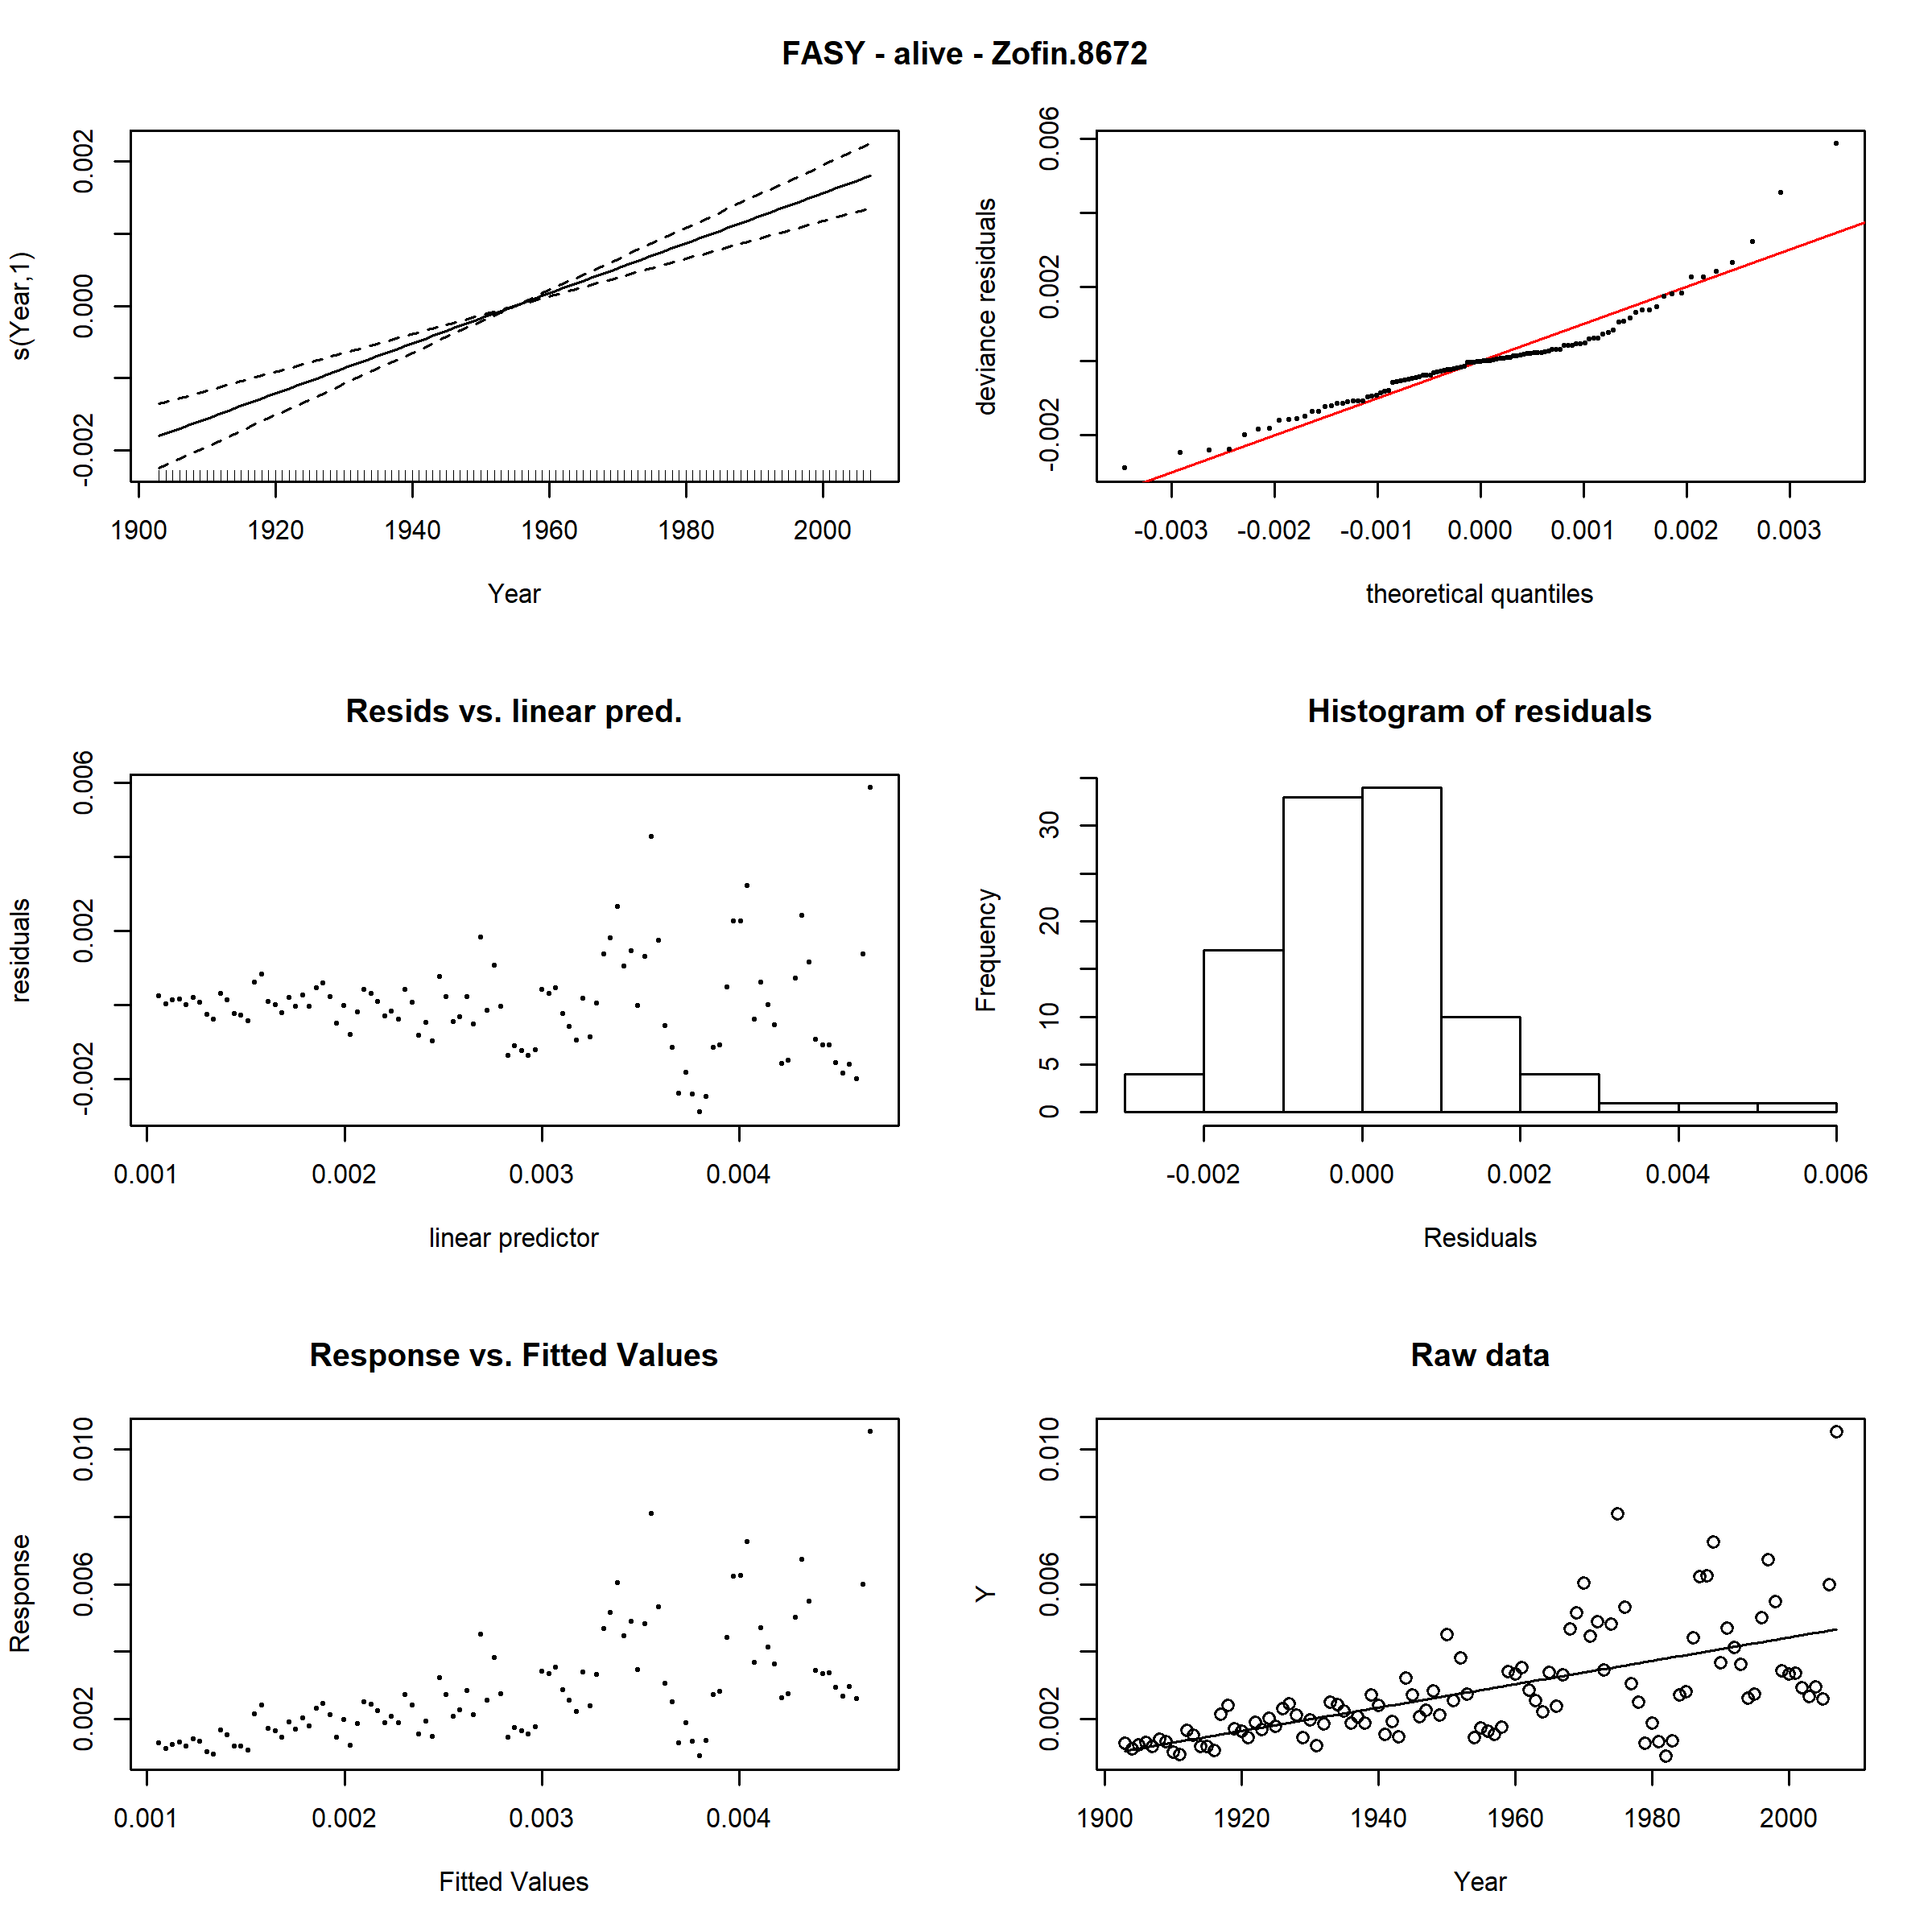 FASY - alive - Zofin.8672
s(Year,1)
-0.002 0.000 0.002
1900 1920 1940 1960 1980 2000
Year
deviance residuals
-0.002 0.002 0.006
-0.003 -0.002 -0.001 0.000 0.001 0.002 0.003
theoretical quantiles
Resids vs. linear pred.
residuals
-0.002 0.002 0.006
0.001 0.002 0.003 0.004
linear predictor
Histogram of residuals
Frequency
0 5 10 20 30
-0.002 0.000 0.002 0.004 0.006
Residuals
Response vs. Fitted Values
Response
0.002 0.006 0.010
0.001 0.002 0.003 0.004
Fitted Values
Raw data
Y
0.002 0.006 0.010
1900 1920 1940 1960 1980 2000
Year